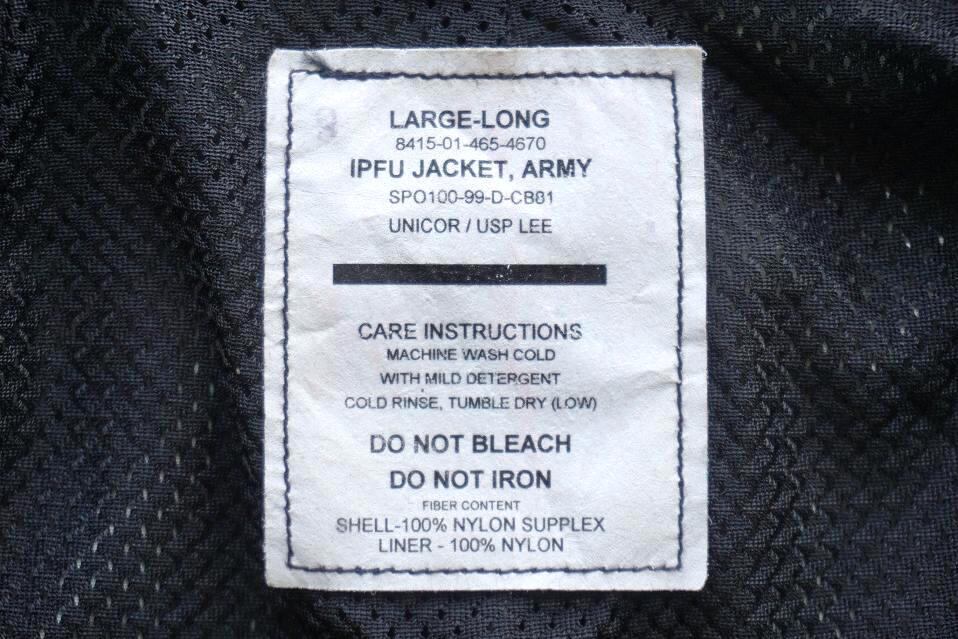 LARGE-LONG
8415-01-465-4670
IPFU JACKET, ARMY
SPO100-99-D-CB81
UNICOR / USP LEE
CARE INSTRUCTIONS
MACHINE WASH COLD
WITH MILD DETERGENT
COLD RINSE, TUMBLE DRY (LOW)
DO NOT BLEACH
DO NOT IRON
FIBER CONTENT
SHELL-100% NYLON SUPPLEX
LINER - 100% NYLON